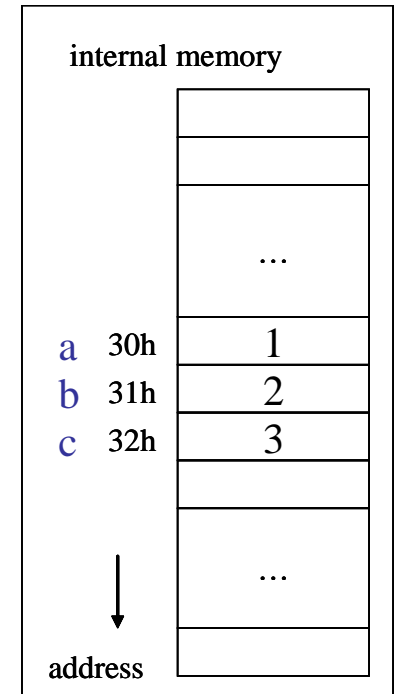 internal memory
...
a 30h 1
b 31h 2
c 32h 3
...
address